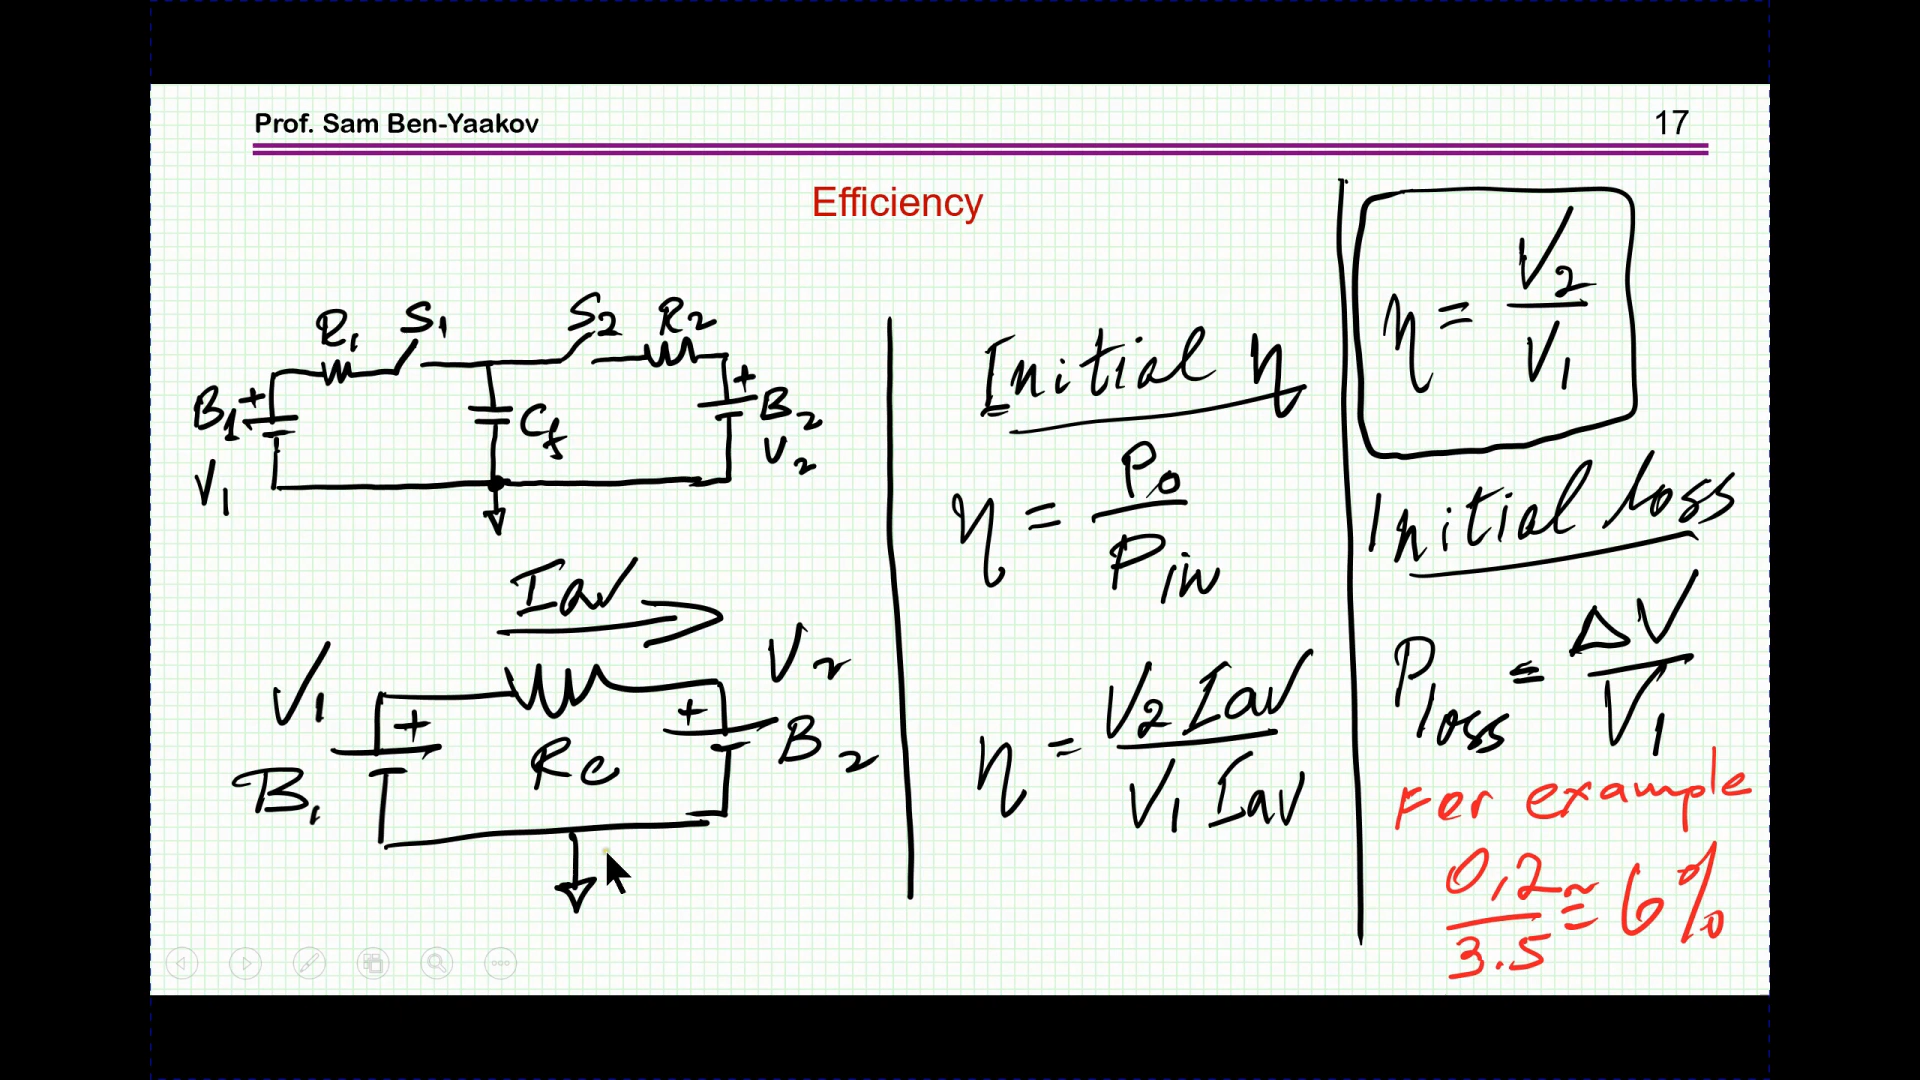 Prof. Sam Ben-Yaakov
17
Efficiency
R1 S1
S2 R2
B1 +
V1
Cf
+ B2
V2
Iav
V1
V2
+
+
B1
Re
B2
Initial η
η = Po / Pin
η = V2 Iav / V1 Iav
η = V2 / V1
Initial loss
Ploss = ΔV / V1
For example
0,2 / 3.5 ≅ 6%